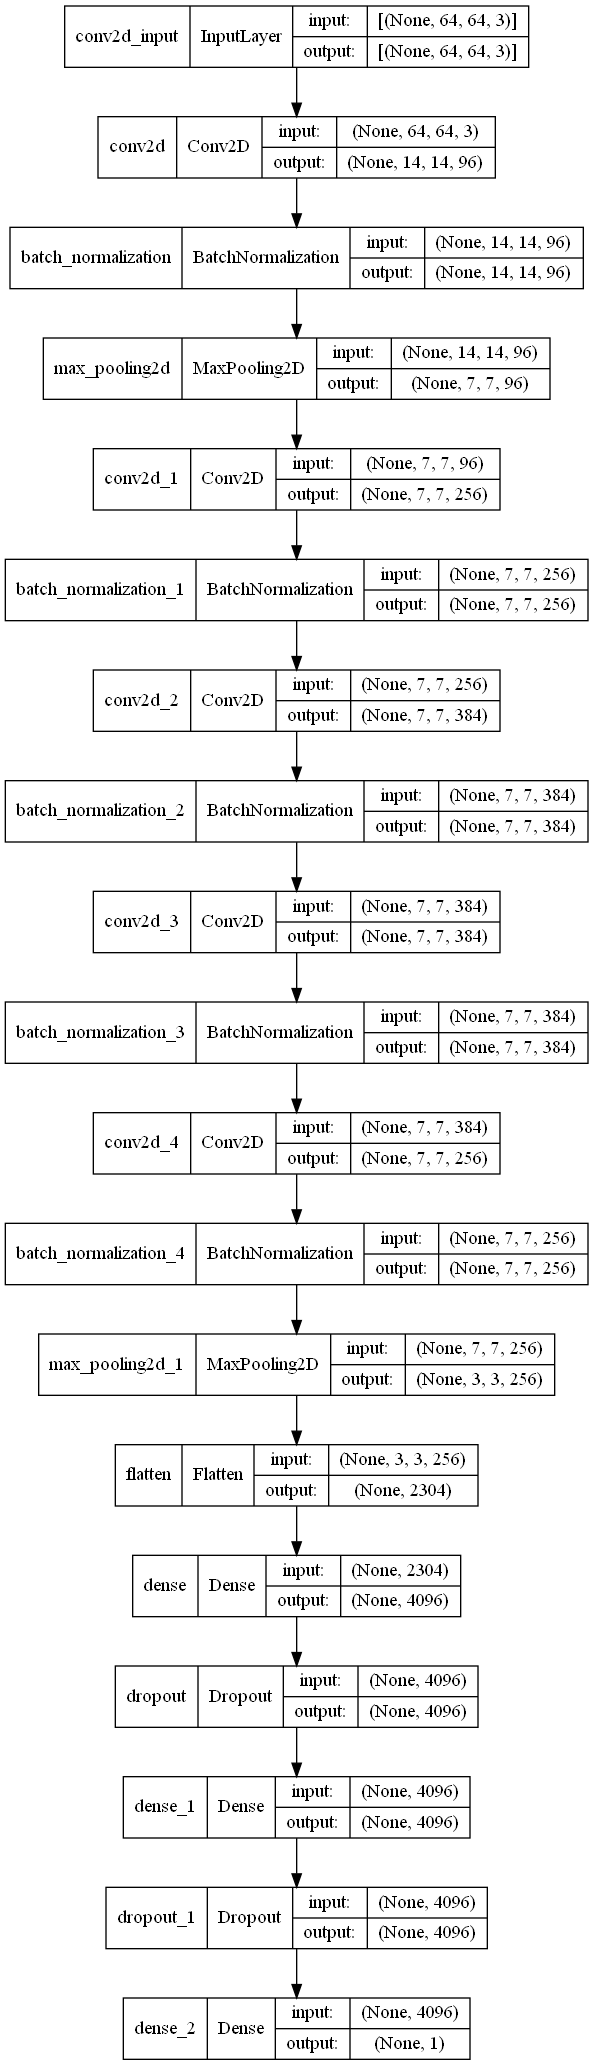 conv2d_input InputLayer input: [(None, 64, 64, 3)]
output: [(None, 64, 64, 3)]
conv2d Conv2D input: (None, 64, 64, 3)
output: (None, 14, 14, 96)
batch_normalization BatchNormalization input: (None, 14, 14, 96)
output: (None, 14, 14, 96)
max_pooling2d MaxPooling2D input: (None, 14, 14, 96)
output: (None, 7, 7, 96)
conv2d_1 Conv2D input: (None, 7, 7, 96)
output: (None, 7, 7, 256)
batch_normalization_1 BatchNormalization input: (None, 7, 7, 256)
output: (None, 7, 7, 256)
conv2d_2 Conv2D input: (None, 7, 7, 256)
output: (None, 7, 7, 384)
batch_normalization_2 BatchNormalization input: (None, 7, 7, 384)
output: (None, 7, 7, 384)
conv2d_3 Conv2D input: (None, 7, 7, 384)
output: (None, 7, 7, 384)
batch_normalization_3 BatchNormalization input: (None, 7, 7, 384)
output: (None, 7, 7, 384)
conv2d_4 Conv2D input: (None, 7, 7, 384)
output: (None, 7, 7, 256)
batch_normalization_4 BatchNormalization input: (None, 7, 7, 256)
output: (None, 7, 7, 256)
max_pooling2d_1 MaxPooling2D input: (None, 7, 7, 256)
output: (None, 3, 3, 256)
flatten Flatten input: (None, 3, 3, 256)
output: (None, 2304)
dense Dense input: (None, 2304)
output: (None, 4096)
dropout Dropout input: (None, 4096)
output: (None, 4096)
dense_1 Dense input: (None, 4096)
output: (None, 4096)
dropout_1 Dropout input: (None, 4096)
output: (None, 4096)
dense_2 Dense input: (None, 4096)
output: (None, 1)